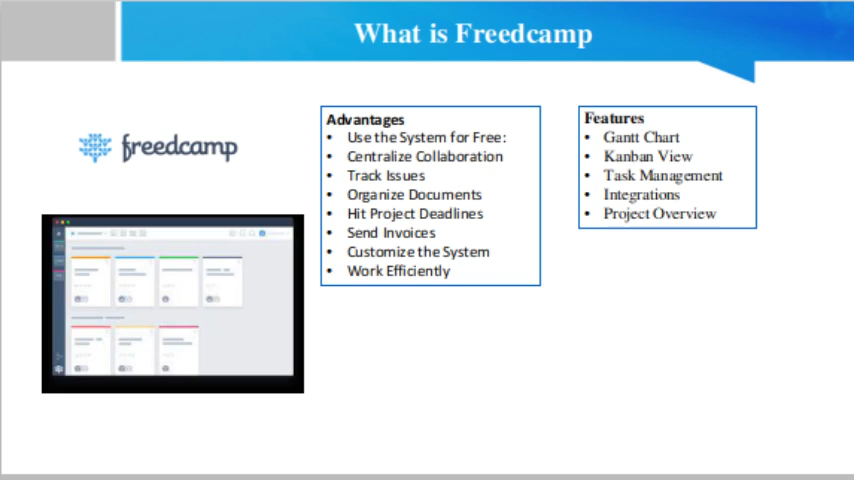 What is Freedcamp
freedcamp
Advantages
• Use the System for Free:
• Centralize Collaboration
• Track Issues
• Organize Documents
• Hit Project Deadlines
• Send Invoices
• Customize the System
• Work Efficiently
Features
• Gantt Chart
• Kanban View
• Task Management
• Integrations
• Project Overview